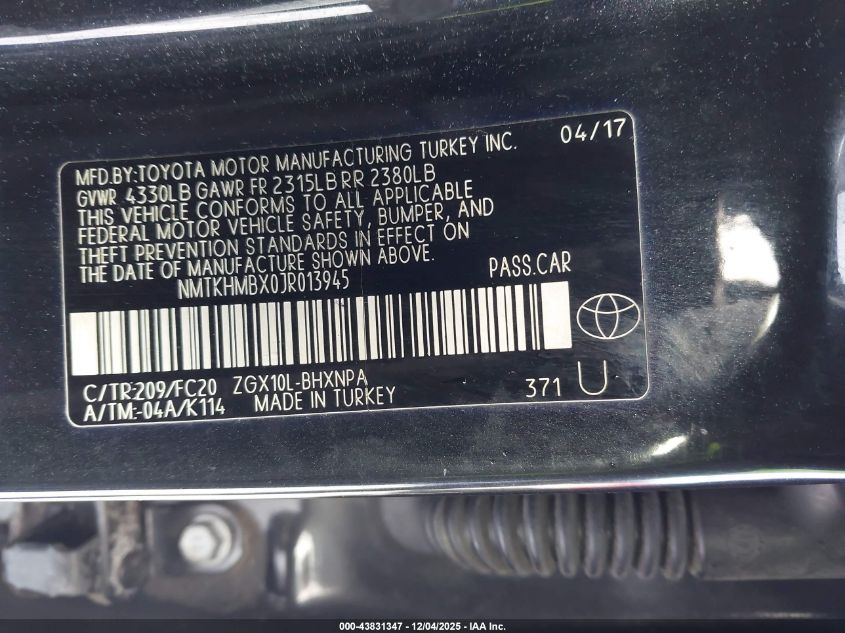 04/17
MFD.BY:TOYOTA MOTOR MANUFACTURING TURKEY INC.
GVWR 4330LB GAWR FR 2315LB RR 2380LB
THIS VEHICLE CONFORMS TO ALL APPLICABLE
FEDERAL MOTOR VEHICLE SAFETY, BUMPER, AND
THEFT PREVENTION STANDARDS IN EFFECT ON
THE DATE OF MANUFACTURE SHOWN ABOVE.
NMTKHMBX0JR013945 PASS.CAR
C/TR:209/FC20 ZGX10L-BHXNPA
A/TM:-04A/K114 MADE IN TURKEY 371 U
000-43831347 - 12/04/2025 - IAA Inc.